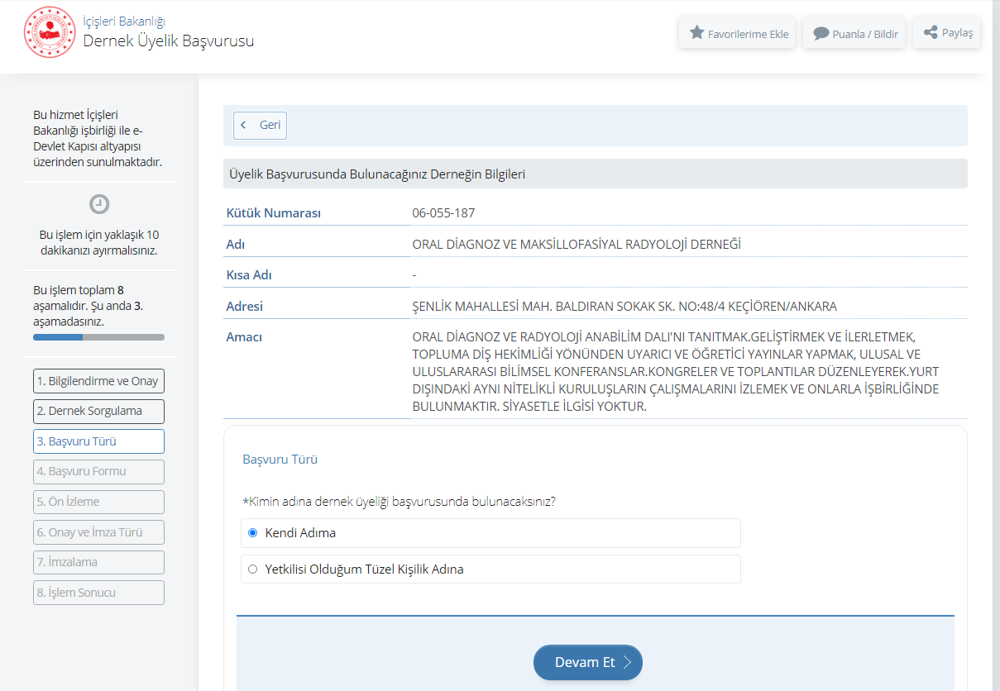 İçişleri Bakanlığı
Dernek Üyelik Başvurusu
Favorilerime Ekle
Puanla / Bildir
Paylaş
Bu hizmet İçişleri
Bakanlığı işbirliği ile e-
Devlet Kapısı altyapısı
üzerinden sunulmaktadır.
Bu işlem için yaklaşık 10
dakikanızı ayırmalısınız.
Bu işlem toplam 8
aşamalıdır. Şu anda 3.
aşamadasınız.
1. Bilgilendirme ve Onay
2. Dernek Sorgulama
3. Başvuru Türü
4. Başvuru Formu
5. Ön İzleme
6. Onay ve İmza Türü
7. İmzalama
8. İşlem Sonucu
Geri
Üyelik Başvurusunda Bulunacağınız Derneğin Bilgileri
Kütük Numarası 06-055-187
Adı ORAL DİAGNOZ VE MAKSİLLOFASİYAL RADYOLOJİ DERNEĞİ
Kısa Adı -
Adresi ŞENLİK MAHALLESİ MAH. BALDIRAN SOKAK SK. NO:48/4 KEÇİÖREN/ANKARA
Amacı ORAL DİAGNOZ VE RADYOLOJİ ANABİLİM DALI'NI TANITMAK.GELİŞTİRMEK VE İLERLETMEK,
TOPLUMA DİŞ HEKİMLİĞİ YÖNÜNDEN UYARICI VE ÖĞRETİCİ YAYINLAR YAPMAK, ULUSAL VE
ULUSLARARASI BİLİMSEL KONFERANSLAR.KONGRELER VE TOPLANTILAR DÜZENLEYEREK.YURT
DIŞINDAKİ AYNI NİTELİKLİ KURULUŞLARIN ÇALIŞMALARINI İZLEMEK VE ONLARLA İŞBİRLİĞİNDE
BULUNMAKTIR. SİYASETLE İLGİSİ YOKTUR.
Başvuru Türü
*Kimin adına dernek üyeliği başvurusunda bulunacaksınız?
Kendi Adıma
Yetkilisi Olduğum Tüzel Kişilik Adına
Devam Et